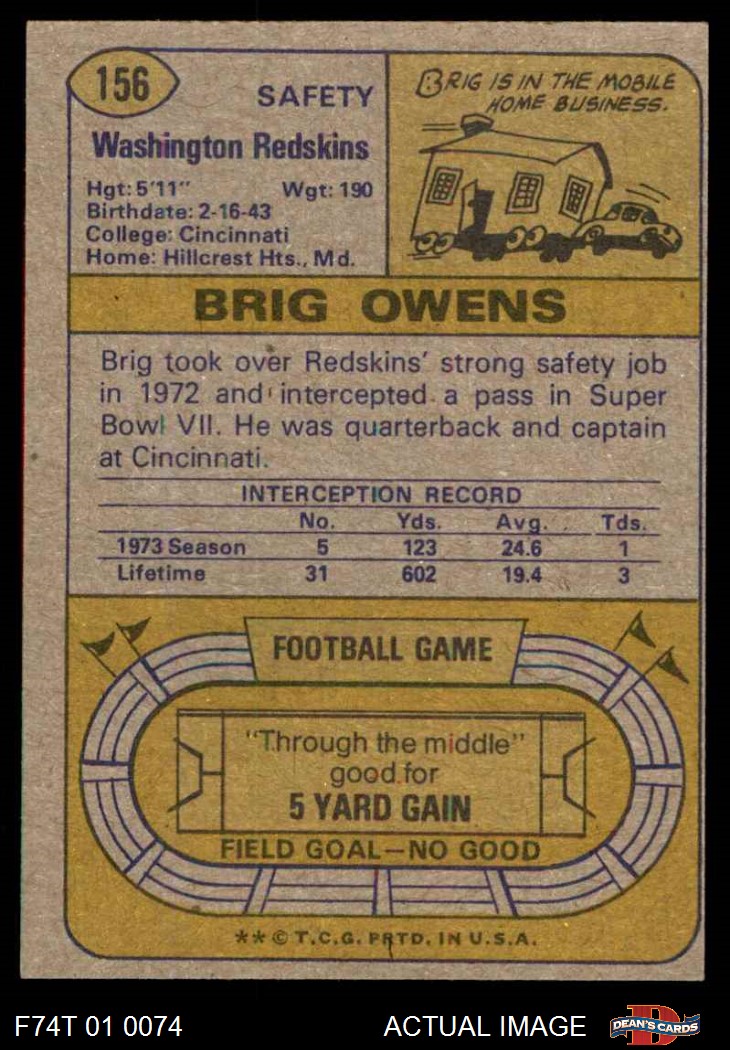 156
SAFETY
Washington Redskins
Hgt: 5'11" Wgt: 190
Birthdate: 2-16-43
College: Cincinnati
Home: Hillcrest Hts., Md.
BRIG IS IN THE MOBILE
HOME BUSINESS.
BRIG OWENS
Brig took over Redskins' strong safety job
in 1972 and intercepted a pass in Super
Bowl VII. He was quarterback and captain
at Cincinnati.
INTERCEPTION RECORD
No. Yds. Avg. Tds.
1973 Season 5 123 24.6 1
Lifetime 31 602 19.4 3
FOOTBALL GAME
"Through the middle"
good for
5 YARD GAIN
FIELD GOAL—NO GOOD
** © T.C.G. PRTD. IN U.S.A.
F74T 01 0074 ACTUAL IMAGE
DEAN'S CARDS